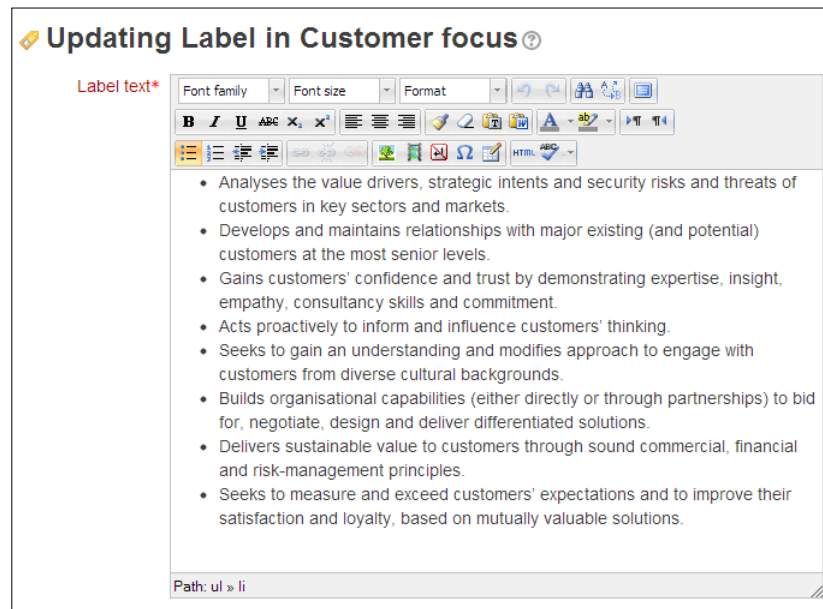 Updating Label in Customer focus ?
Label text*
Font family Font size Format
B I U ABC X₂ X² T W A ab
HTML ABC
• Analyses the value drivers, strategic intents and security risks and threats of
customers in key sectors and markets.
• Develops and maintains relationships with major existing (and potential)
customers at the most senior levels.
• Gains customers’ confidence and trust by demonstrating expertise, insight,
empathy, consultancy skills and commitment.
• Acts proactively to inform and influence customers’ thinking.
• Seeks to gain an understanding and modifies approach to engage with
customers from diverse cultural backgrounds.
• Builds organisational capabilities (either directly or through partnerships) to bid
for, negotiate, design and deliver differentiated solutions.
• Delivers sustainable value to customers through sound commercial, financial
and risk-management principles.
• Seeks to measure and exceed customers’ expectations and to improve their
satisfaction and loyalty, based on mutually valuable solutions.
Path: ul » li